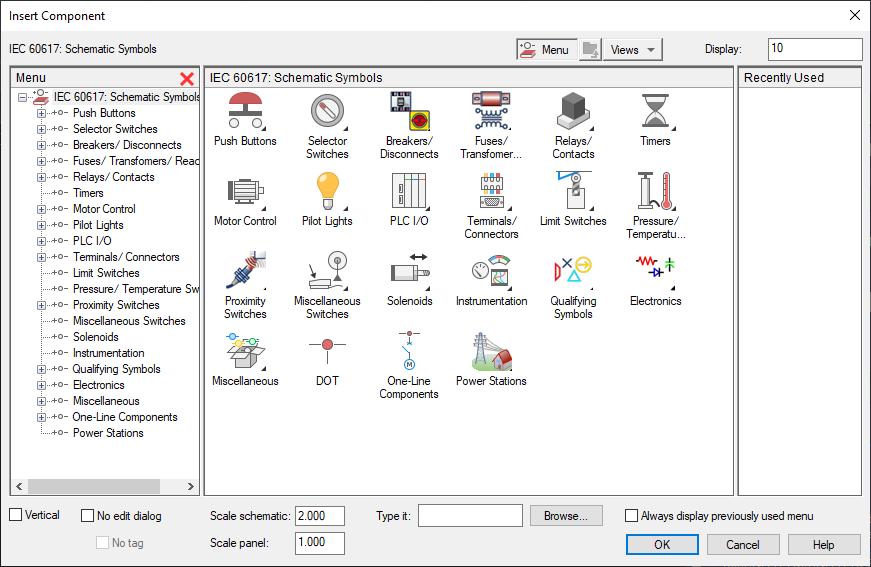 Insert Component
IEC 60617: Schematic Symbols
Menu
Views
Display:
10
Menu
IEC 60617: Schematic Symbols
Push Buttons
Selector Switches
Breakers/ Disconnects
Fuses/ Transfomers/ Reac
Relays/ Contacts
Timers
Motor Control
Pilot Lights
PLC I/O
Terminals/ Connectors
Limit Switches
Pressure/ Temperature Sw
Proximity Switches
Miscellaneous Switches
Solenoids
Instrumentation
Qualifying Symbols
Electronics
Miscellaneous
One-Line Components
Power Stations
IEC 60617: Schematic Symbols
Push Buttons
Selector
Switches
Breakers/
Disconnects
Fuses/
Transfomer...
Relays/
Contacts
Timers
Motor Control
Pilot Lights
PLC I/O
Terminals/
Connectors
Limit Switches
Pressure/
Temperatu...
Proximity
Switches
Miscellaneous
Switches
Solenoids
Instrumentation
Qualifying
Symbols
Electronics
Miscellaneous
DOT
M
One-Line
Components
Power Stations
Recently Used
Vertical
No edit dialog
No tag
Scale schematic:
2.000
Scale panel:
1.000
Type it:
Browse...
Always display previously used menu
OK
Cancel
Help